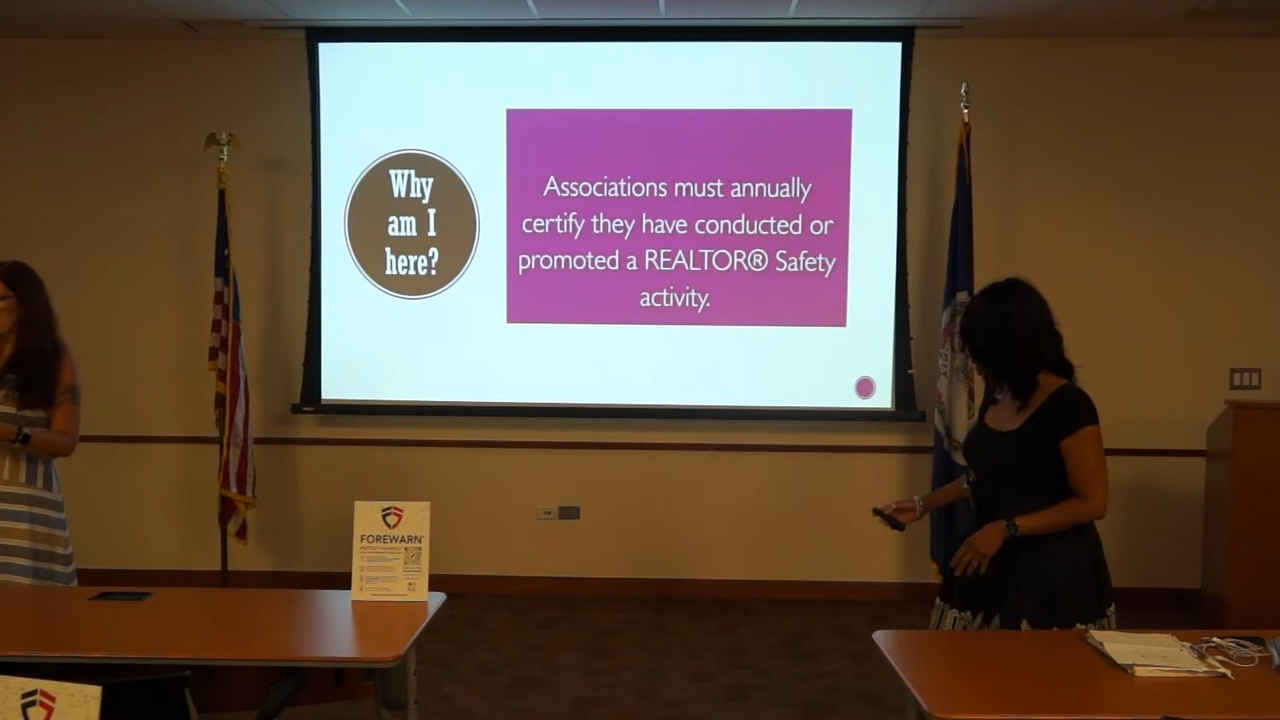 Why
am I
here?
Associations must annually
certify they have conducted or
promoted a REALTOR® Safety
activity.
FOREWARN